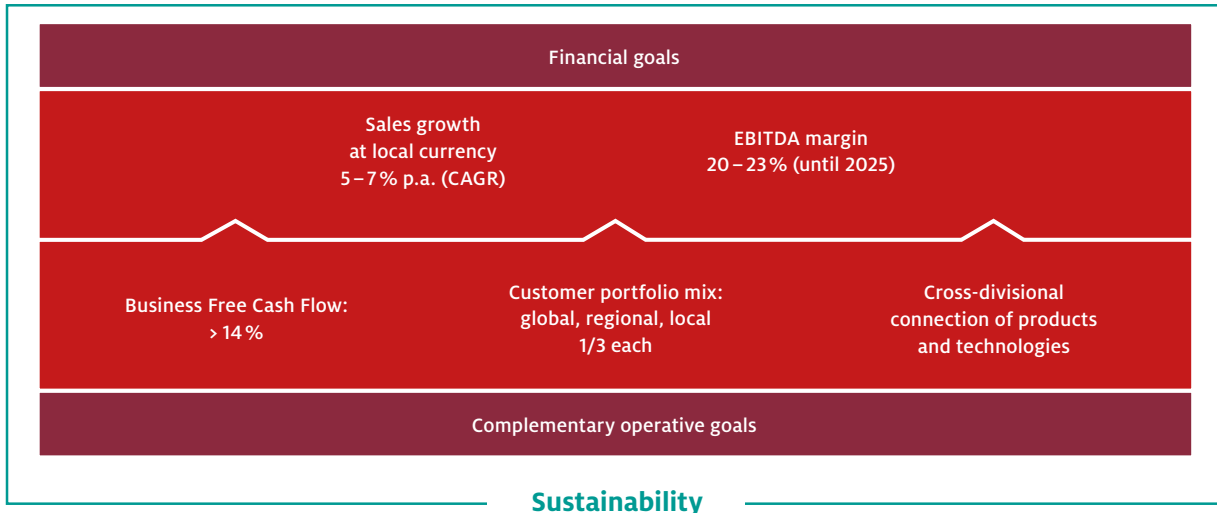 Financial goals
Sales growth
at local currency
5 – 7 % p.a. (CAGR)
EBITDA margin
20 – 23 % (until 2025)
Business Free Cash Flow:
> 14 %
Customer portfolio mix:
global, regional, local
1/3 each
Cross-divisional
connection of products
and technologies
Complementary operative goals
Sustainability